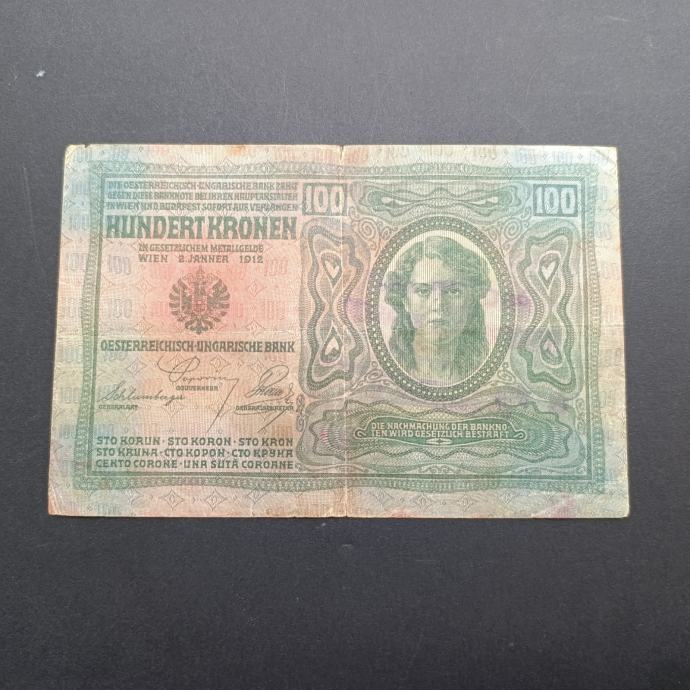 DIE OESTERREICHISCH-UNGARISCHE BANK ZAHLT
GEGEN DIESE BANKNOTE BEI IHREN HAUPTANSTALTEN
IN WIEN UND BUDAPEST SOFORT AUF VERLANGEN
HUNDERT KRONEN
IN GESETZLICHEM METALLGELDE
WIEN 2. JÄNNER 1912
OESTERREICHISCH-UNGARISCHE BANK
Popovics
GOUVERNEUR
Schlumberger
GENERALRAT
GENERALSEKRETÄR
STO KORUN · STO KORON · STO KRON
STO KRUNA · СТО КОРОН · СТО КРУНА
CENTO CORONE · UNA SUTĂ COROANE
100
100
DIE NACHMACHUNG DER BANKNO-
TEN WIRD GESETZLICH BESTRAFT